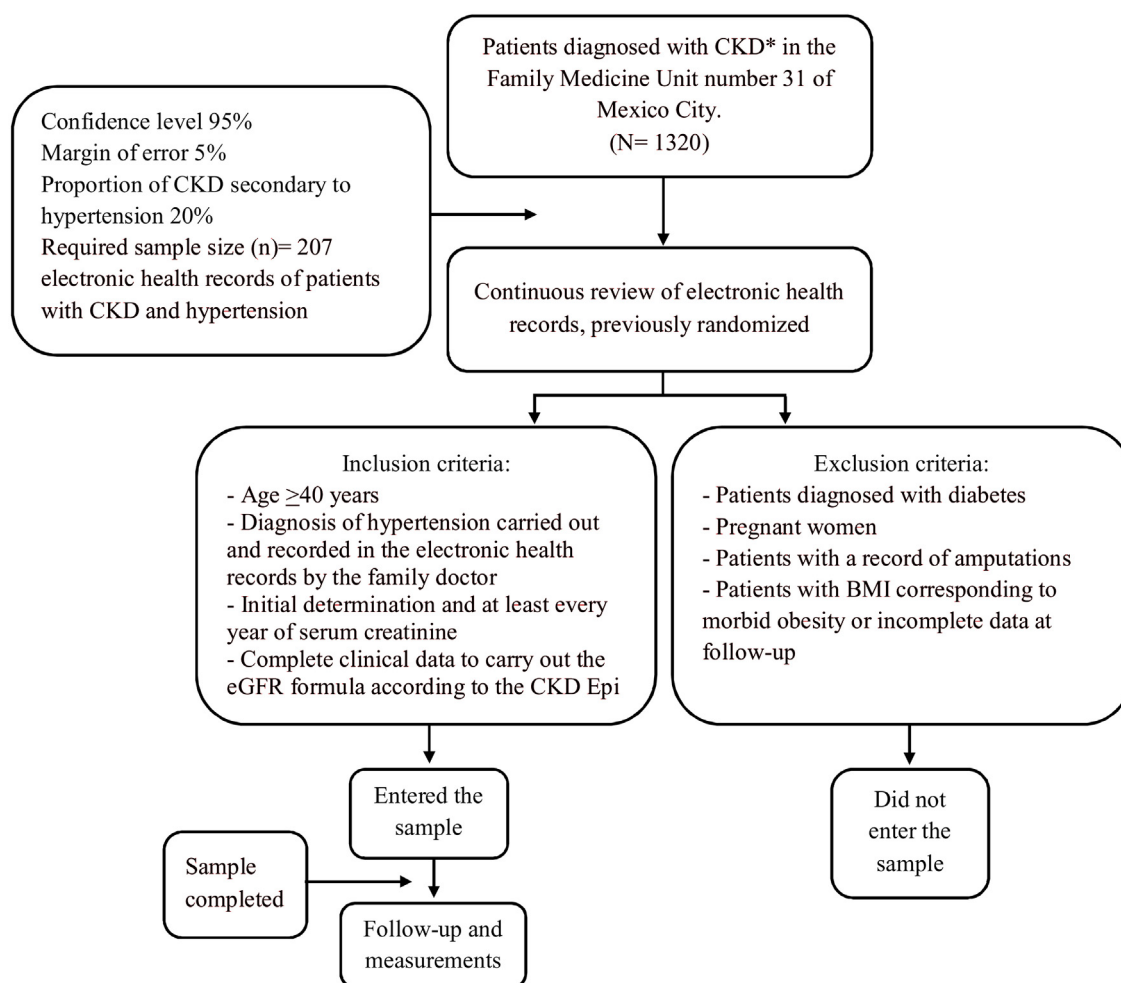 Patients diagnosed with CKD* in the
Family Medicine Unit number 31 of
Mexico City.
(N= 1320)
Confidence level 95%
Margin of error 5%
Proportion of CKD secondary to
hypertension 20%
Required sample size (n)= 207
electronic health records of patients
with CKD and hypertension
Continuous review of electronic health
records, previously randomized
Inclusion criteria:
- Age ≥40 years
- Diagnosis of hypertension carried out
and recorded in the electronic health
records by the family doctor
- Initial determination and at least every
year of serum creatinine
- Complete clinical data to carry out the
eGFR formula according to the CKD Epi
Exclusion criteria:
- Patients diagnosed with diabetes
- Pregnant women
- Patients with a record of amputations
- Patients with BMI corresponding to
morbid obesity or incomplete data at
follow-up
Entered the
sample
Did not
enter the
sample
Sample
completed
Follow-up and
measurements